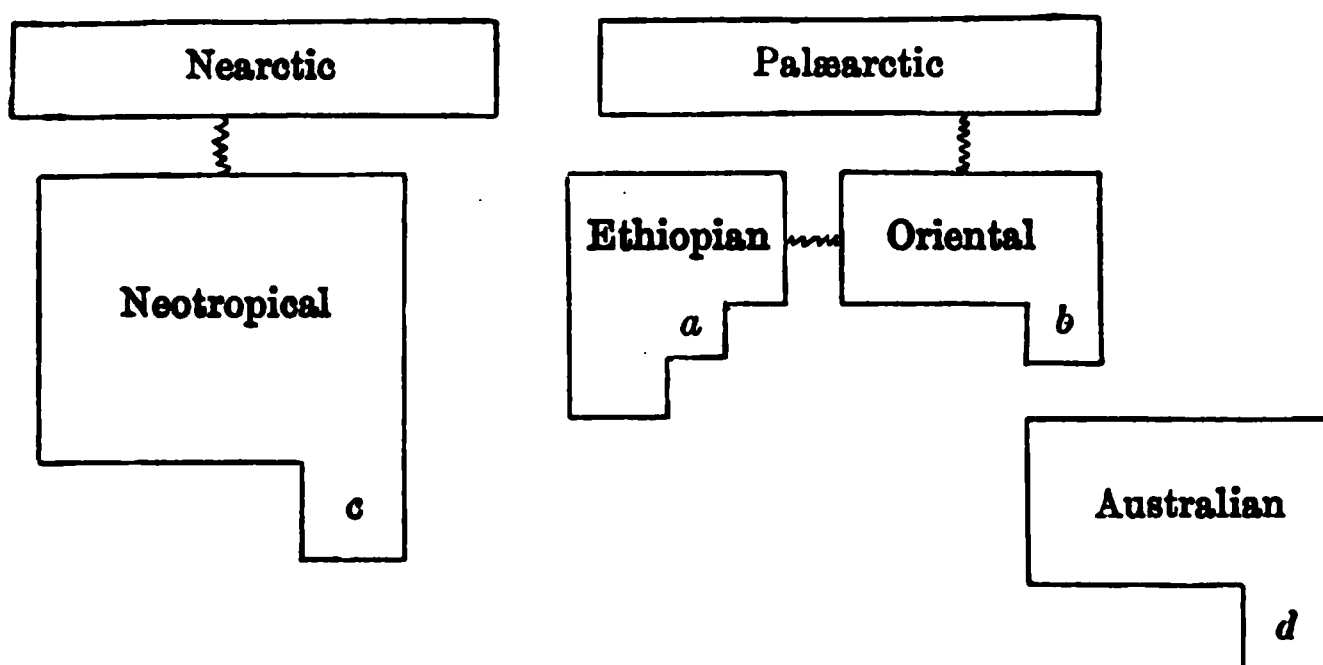 Nearctic
Palæarctic
Ethiopian
Oriental
Neotropical
a
b
c
Australian
d